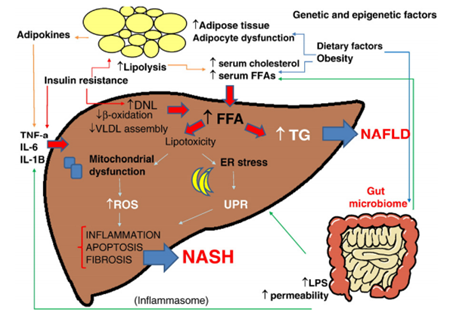 Genetic and epigenetic factors
↑Adipose tissue
Adipocyte dysfunction
Adipokines
Dietary factors
Obesity
↑Lipolysis
↑ serum cholesterol
↑ serum FFAs
Insulin resistance
↑DNL
↓β-oxidation
↓VLDL assembly
↑ FFA
↑ TG
NAFLD
TNF-a
IL-6
IL-1B
Lipotoxicity
Mitochondrial
dysfunction
ER stress
Gut
microbiome
↑ROS
UPR
INFLAMMATION
APOPTOSIS
FIBROSIS
NASH
↑LPS
↑ permeability
(Inflammasome)